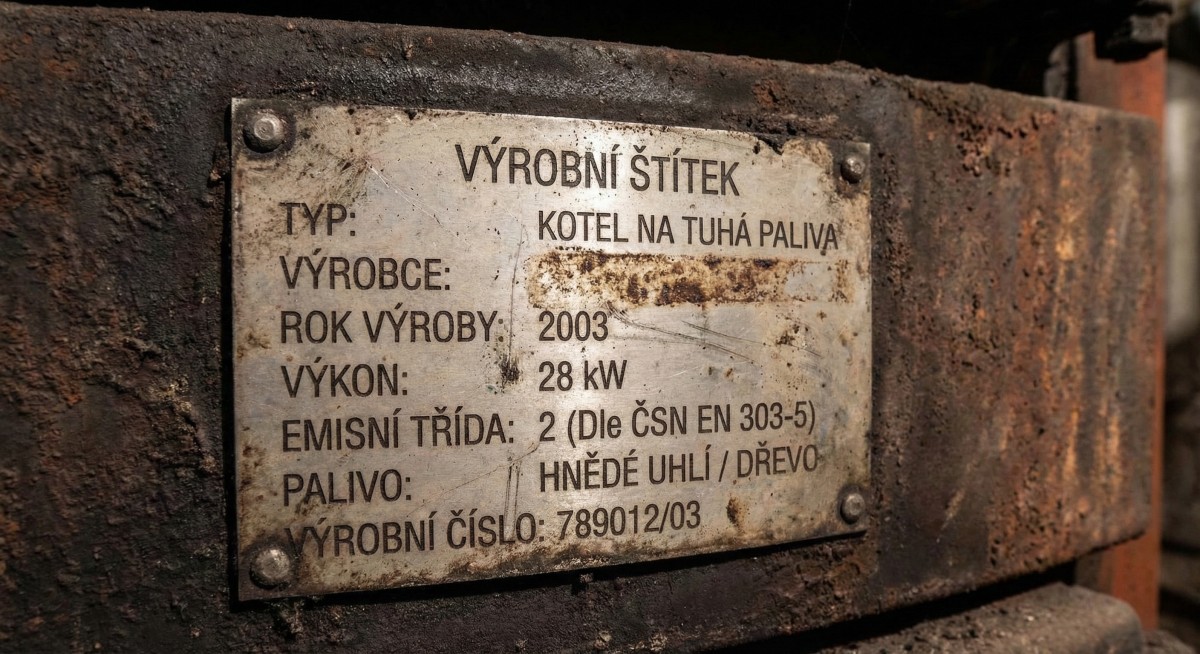 VÝROBNÍ ŠTÍTEK
TYP: KOTEL NA TUHÁ PALIVA
VÝROBCE:
ROK VÝROBY: 2003
VÝKON: 28 kW
EMISNÍ TŘÍDA: 2 (Dle ČSN EN 303-5)
PALIVO: HNĚDÉ UHLÍ / DŘEVO
VÝROBNÍ ČÍSLO: 789012/03